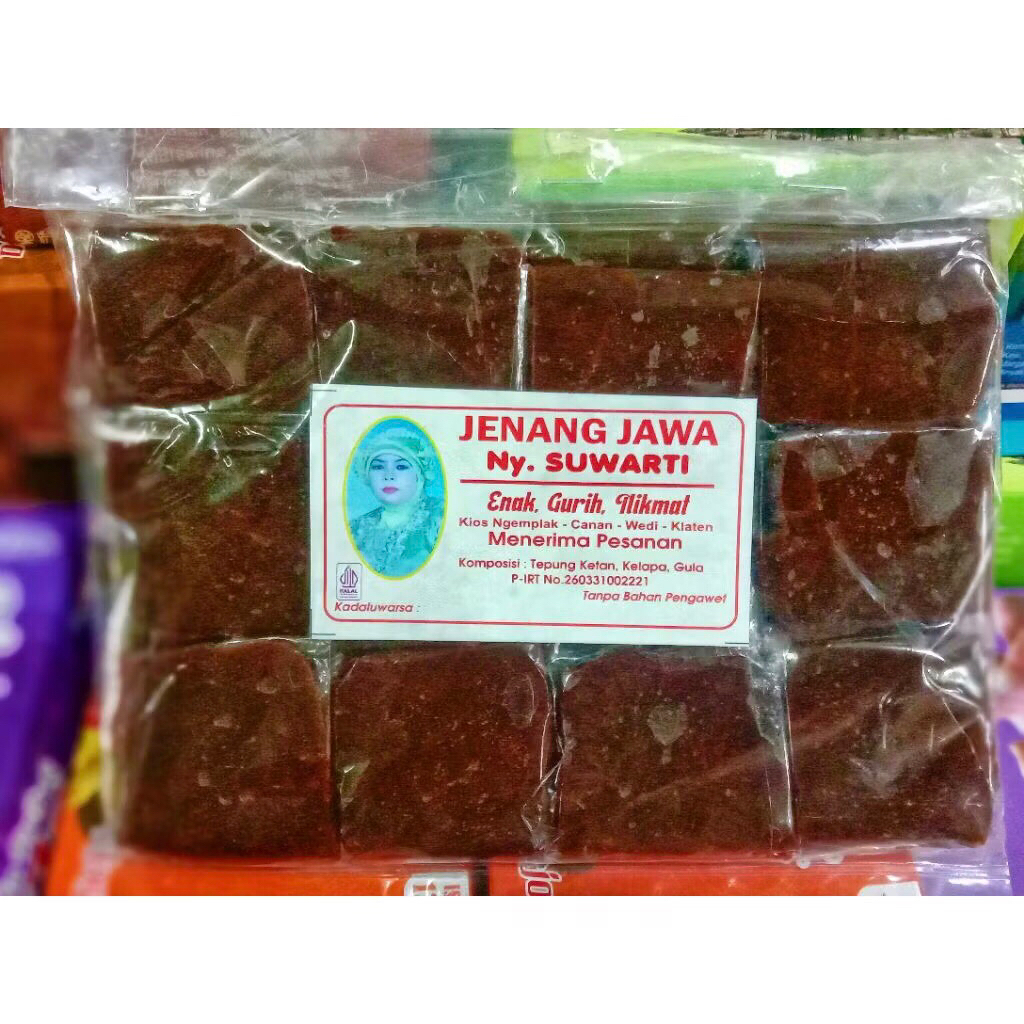 JENANG JAWA
Ny. SUWARTI
Enak, Gurih, Nikmat
Kios Ngemplak - Canan - Wedi - Klaten
Menerima Pesanan
Komposisi : Tepung Ketan, Kelapa, Gula
P-IRT No.260331002221
Tanpa Bahan Pengawet
HALAL
Kadaluwarsa :